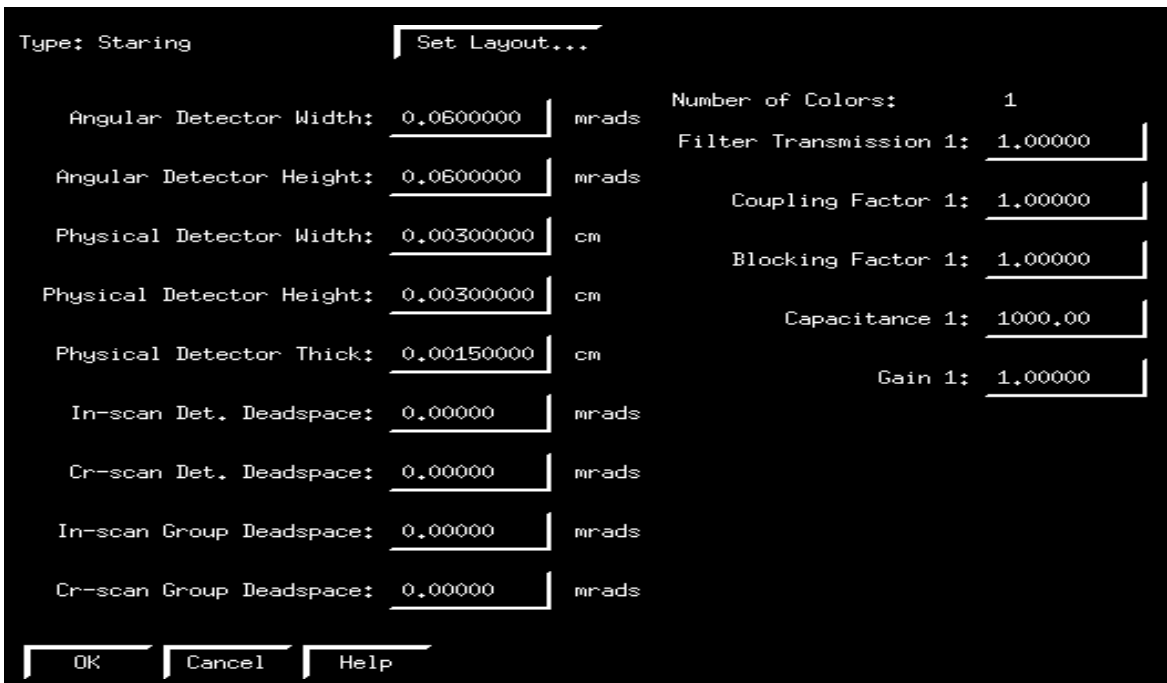 Type: Staring
Set Layout...
Angular Detector Width: 0.0600000 mrads
Angular Detector Height: 0.0600000 mrads
Physical Detector Width: 0.00300000 cm
Physical Detector Height: 0.00300000 cm
Physical Detector Thick: 0.00150000 cm
In-scan Det. Deadspace: 0.00000 mrads
Cr-scan Det. Deadspace: 0.00000 mrads
In-scan Group Deadspace: 0.00000 mrads
Cr-scan Group Deadspace: 0.00000 mrads
Number of Colors: 1
Filter Transmission 1: 1.00000
Coupling Factor 1: 1.00000
Blocking Factor 1: 1.00000
Capacitance 1: 1000.00
Gain 1: 1.00000
OK Cancel Help